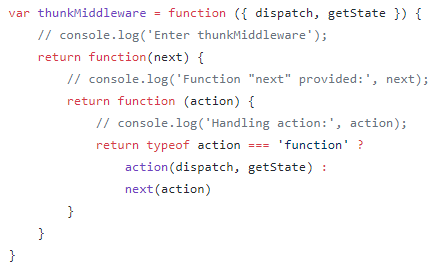 var thunkMiddleware = function ({ dispatch, getState }) {
    // console.log('Enter thunkMiddleware');
    return function(next) {
        // console.log('Function "next" provided:', next);
        return function (action) {
            // console.log('Handling action:', action);
            return typeof action === 'function' ?
                action(dispatch, getState) :
                next(action)
        }
    }
}